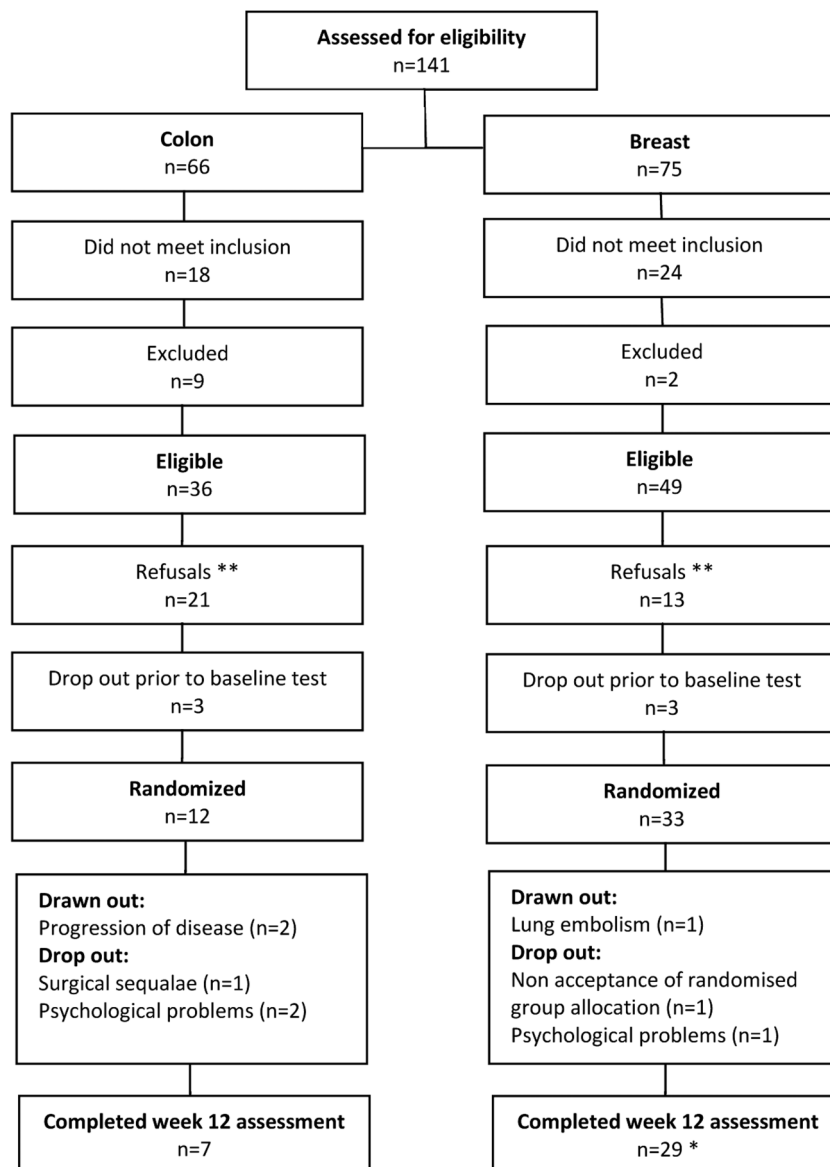 Assessed for eligibility
n=141
Colon
n=66
Did not meet inclusion
n=18
Excluded
n=9
Eligible
n=36
Refusals **
n=21
Drop out prior to baseline test
n=3
Randomized
n=12
Drawn out:
Progression of disease (n=2)
Drop out:
Surgical sequalae (n=1)
Psychological problems (n=2)
Completed week 12 assessment
n=7
Breast
n=75
Did not meet inclusion
n=24
Excluded
n=2
Eligible
n=49
Refusals **
n=13
Drop out prior to baseline test
n=3
Randomized
n=33
Drawn out:
Lung embolism (n=1)
Drop out:
Non acceptance of randomised
group allocation (n=1)
Psychological problems (n=1)
Completed week 12 assessment
n=29 *